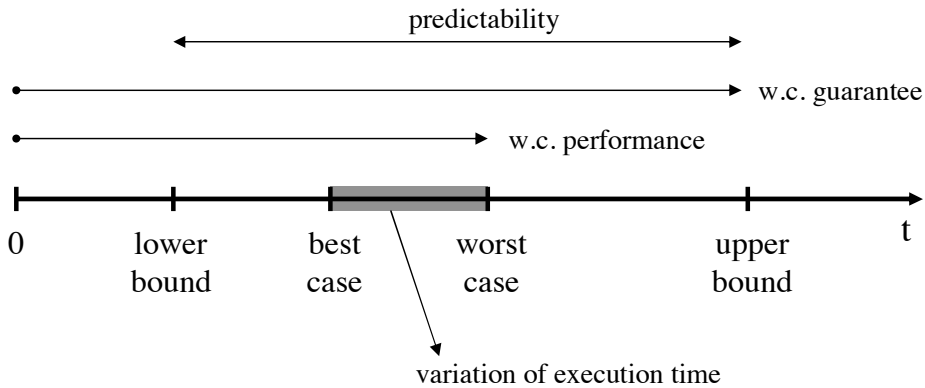 predictability
w.c. guarantee
w.c. performance
0
lower
bound
best
case
worst
case
upper
bound
t
variation of execution time